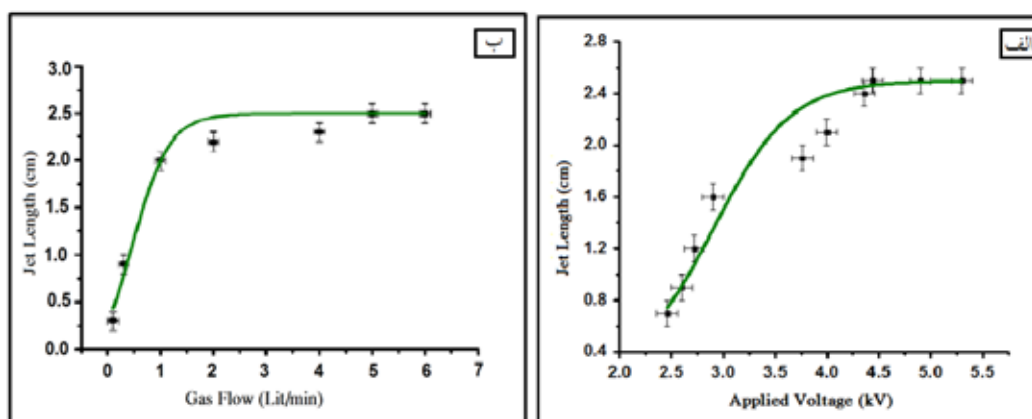 ب
Jet Length (cm)
3.0
2.5
2.0
1.5
1.0
0.5
0.0
0 1 2 3 4 5 6 7
Gas Flow (Lit/min)
الف
Jet Length (cm)
2.8
2.4
2.0
1.6
1.2
0.8
0.4
2.0 2.5 3.0 3.5 4.0 4.5 5.0 5.5
Applied Voltage (kV)